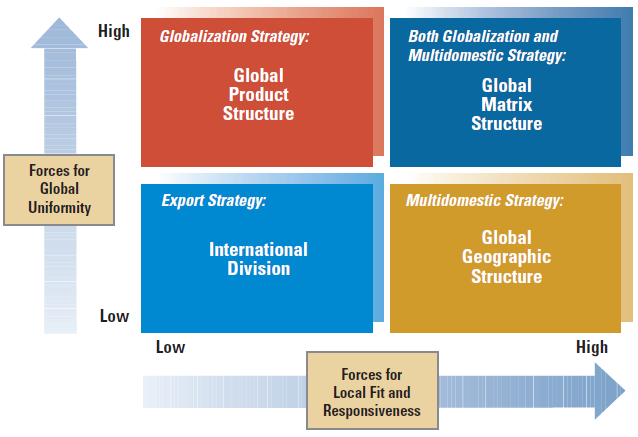 High
Globalization Strategy:
Global
Product
Structure
Both Globalization and
Multidomestic Strategy:
Global
Matrix
Structure
Forces for
Global
Uniformity
Export Strategy:
International
Division
Multidomestic Strategy:
Global
Geographic
Structure
Low
Low
High
Forces for
Local Fit and
Responsiveness